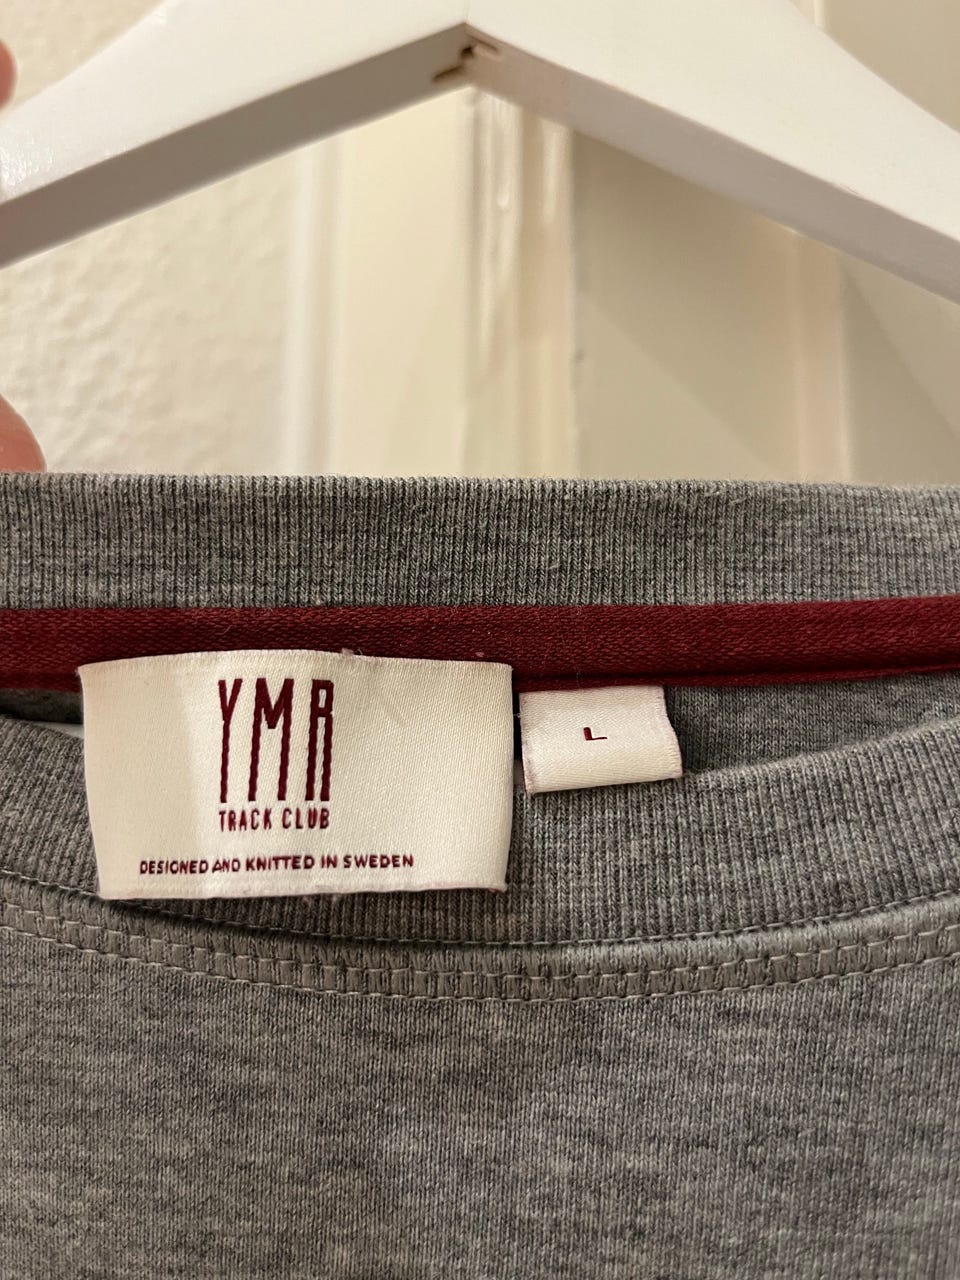 YMR
TRACK CLUB
DESIGNED AND KNITTED IN SWEDEN
L